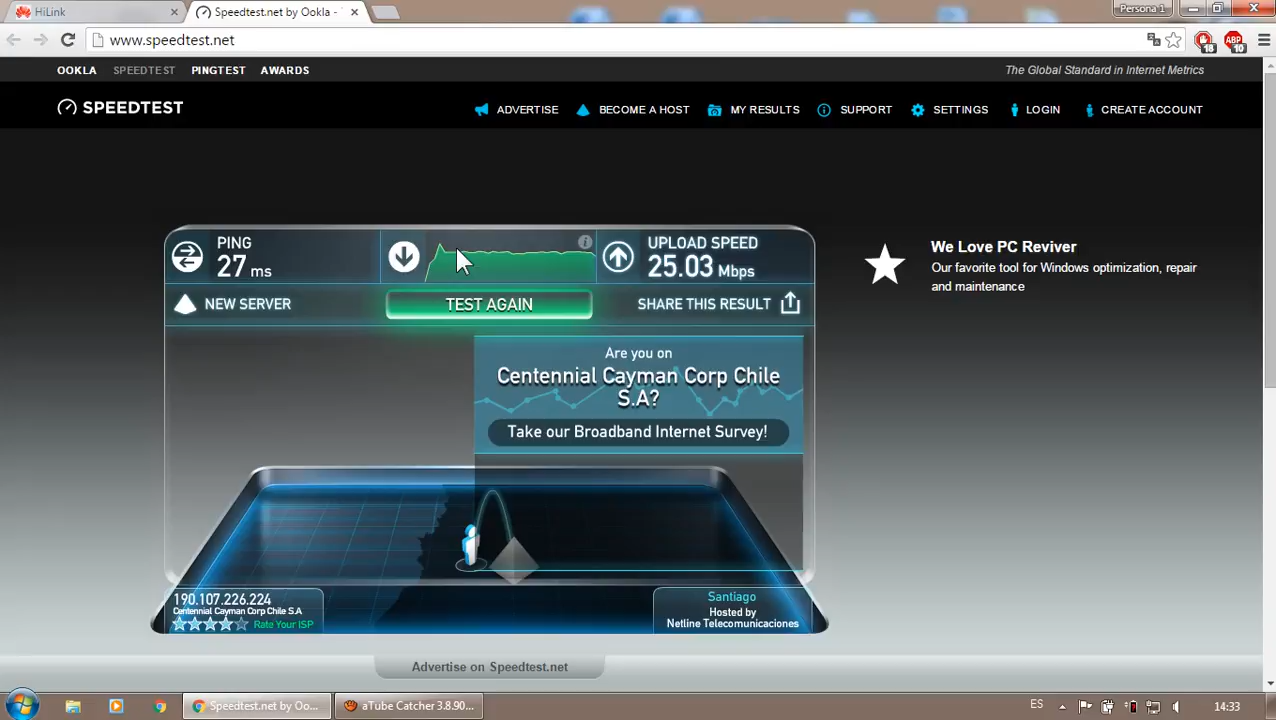 HiLink
Speedtest.net by Ookla - T
Persona 1
www.speedtest.net
18
10
OOKLA SPEEDTEST PINGTEST AWARDS
The Global Standard in Internet Metrics
SPEEDTEST
ADVERTISE BECOME A HOST MY RESULTS SUPPORT SETTINGS LOGIN CREATE ACCOUNT
PING
27 ms
UPLOAD SPEED
25.03 Mbps
We Love PC Reviver
Our favorite tool for Windows optimization, repair
and maintenance
NEW SERVER
TEST AGAIN
SHARE THIS RESULT
Are you on
Centennial Cayman Corp Chile
S.A?
Take our Broadband Internet Survey!
190.107.226.224
Centennial Cayman Corp Chile S.A
Rate Your ISP
Santiago
Hosted by
Netline Telecomunicaciones
Advertise on Speedtest.net
Speedtest.net by Oo...
aTube Catcher 3.8.90...
ES
14:33